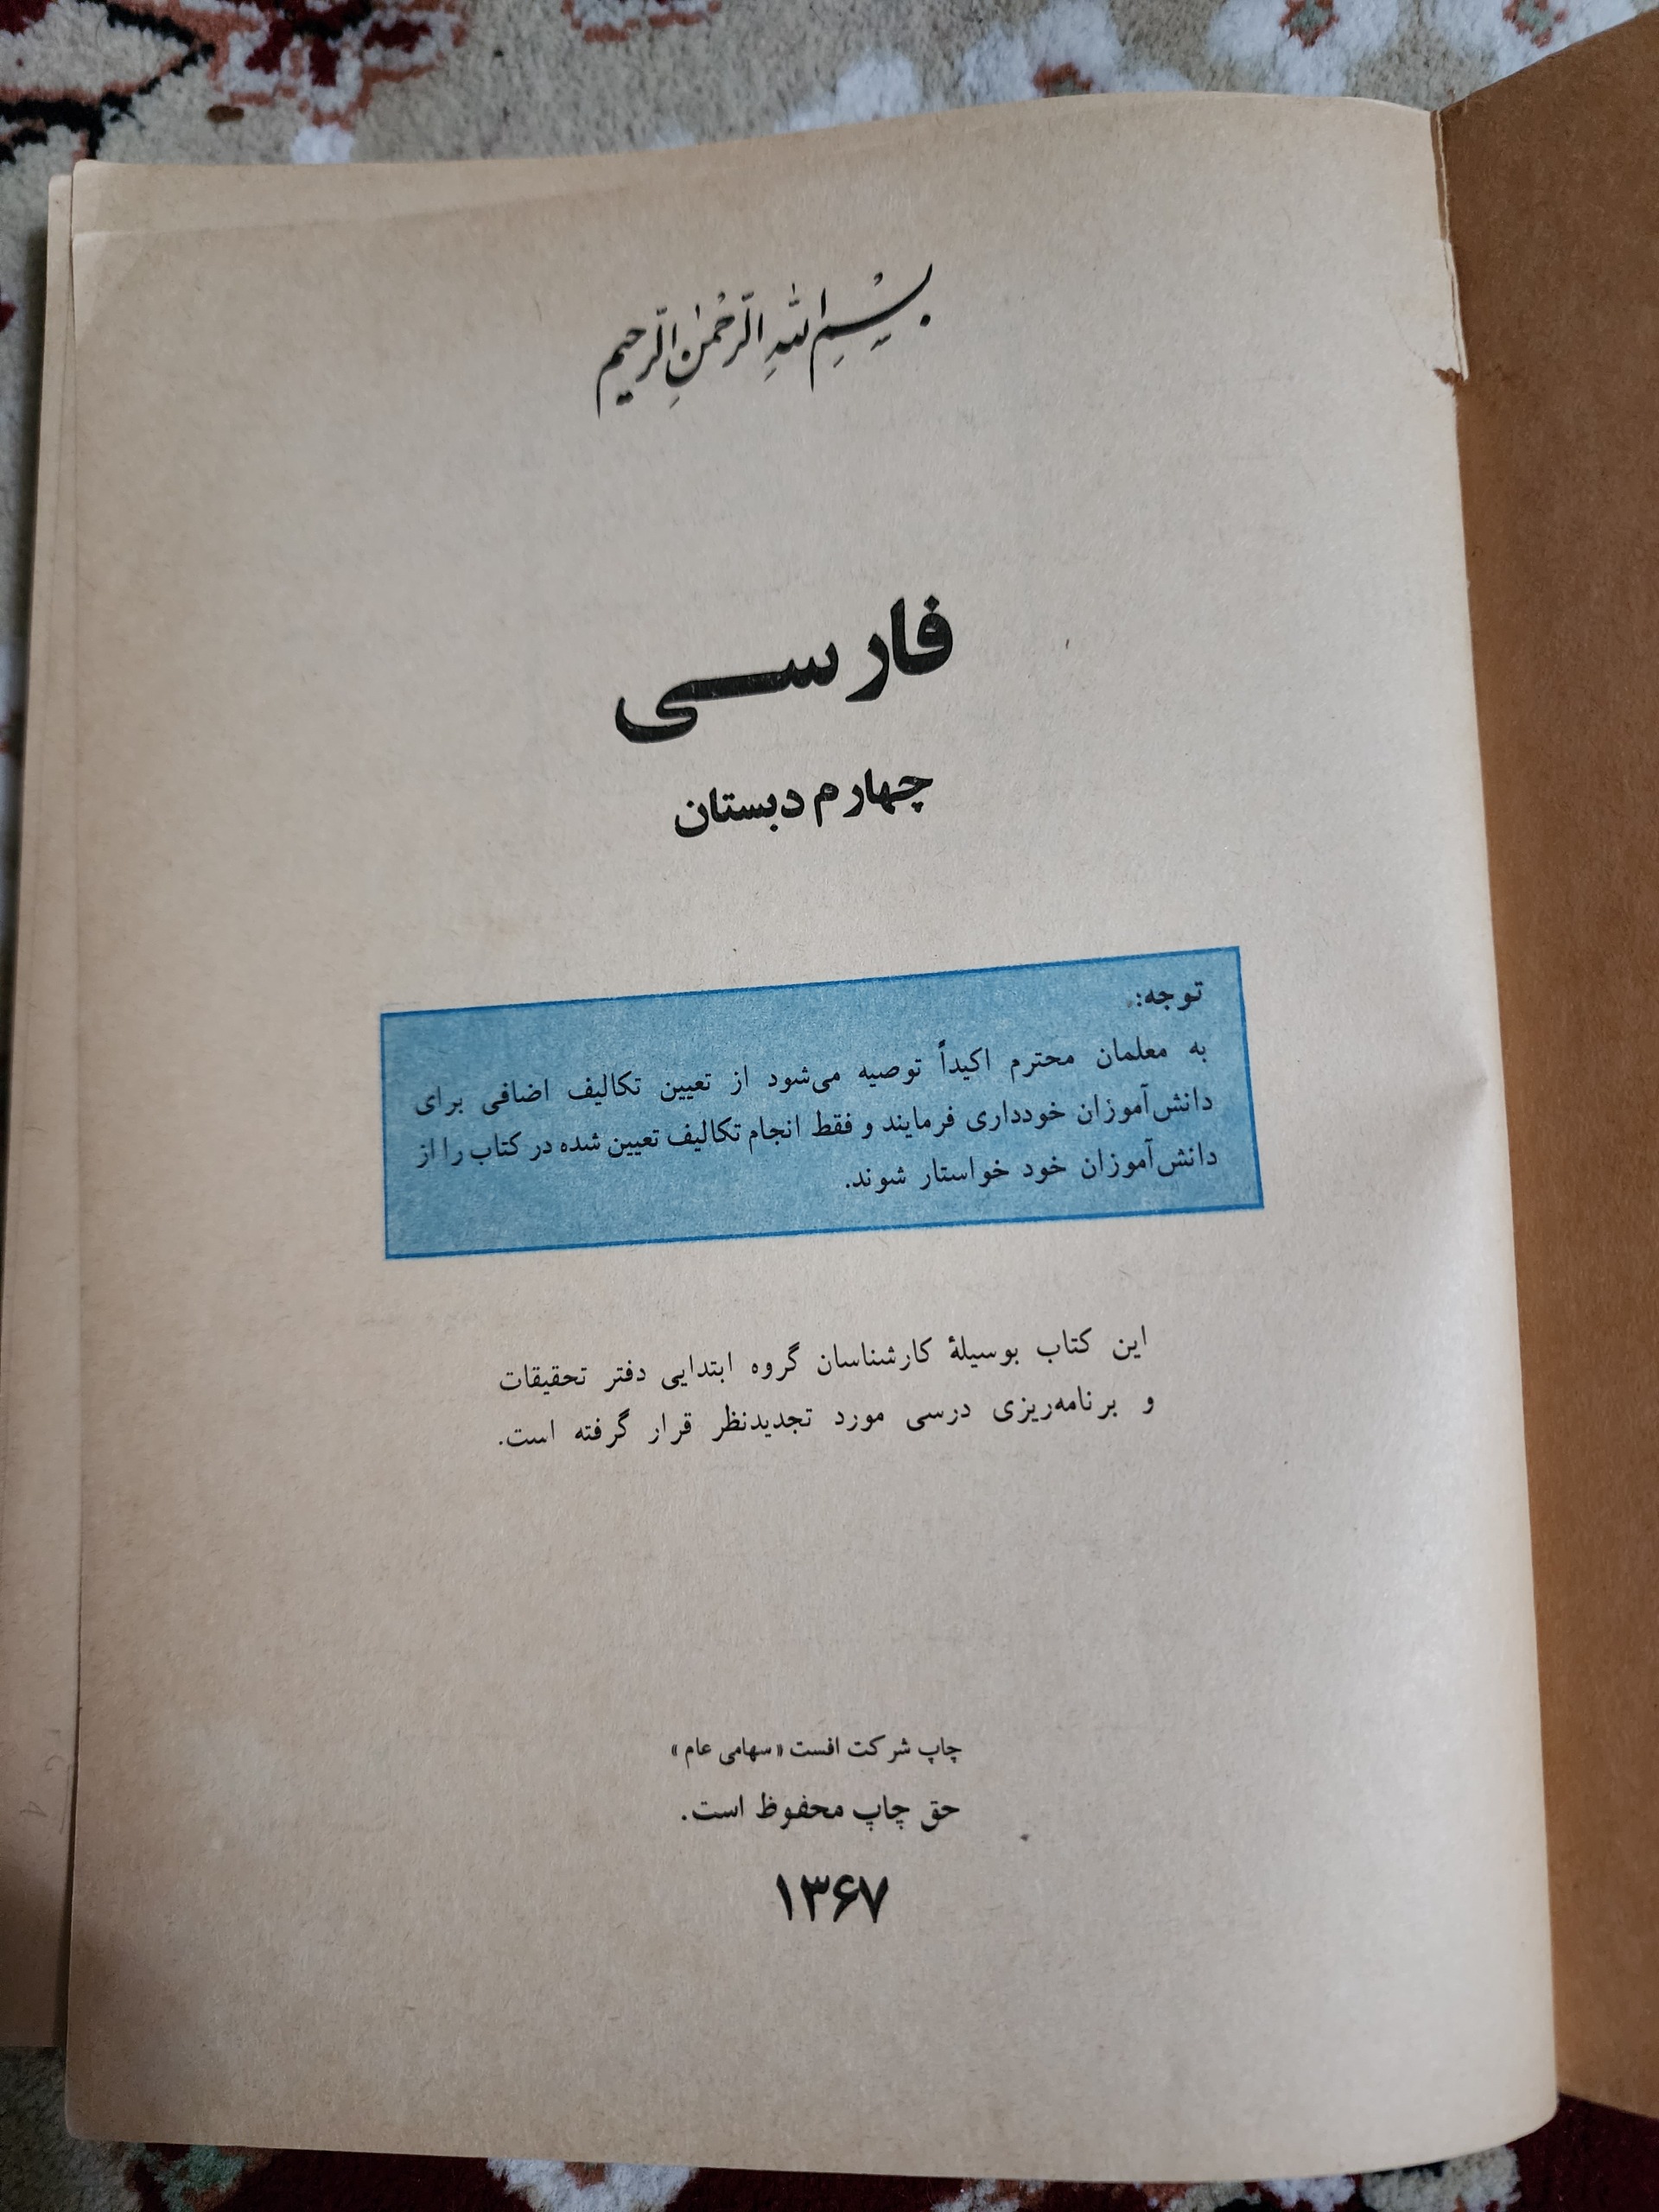 بِسْمِ اللهِ الرَّحْمٰنِ الرَّحیم
فارسی
چهارم دبستان
توجه:
به معلمان محترم اکیداً توصیه می‌شود از تعیین تکالیف اضافی برای
دانش‌آموزان خودداری فرمایند و فقط انجام تکالیف تعیین شده در کتاب را از
دانش‌آموزان خود خواستار شوند.
این کتاب بوسیلهٔ کارشناسان گروه ابتدایی دفتر تحقیقات
و برنامه‌ریزی درسی مورد تجدیدنظر قرار گرفته است.
چاپ شرکت افست «سهامی عام»
حق چاپ محفوظ است.
۱۳۶۷